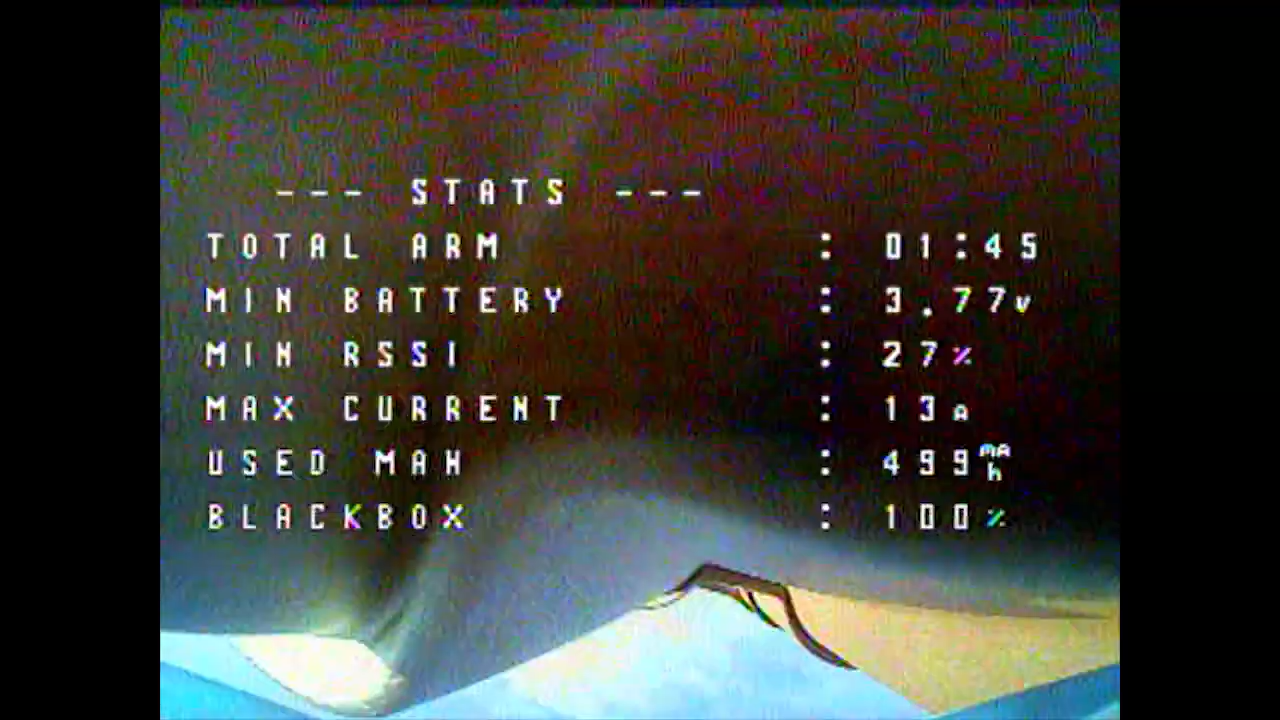 --- STATS ---
TOTAL ARM : 01:45
MIN BATTERY : 3.77V
MIN RSSI : 27%
MAX CURRENT : 13A
USED MAH : 499mAh
BLACKBOX : 100%